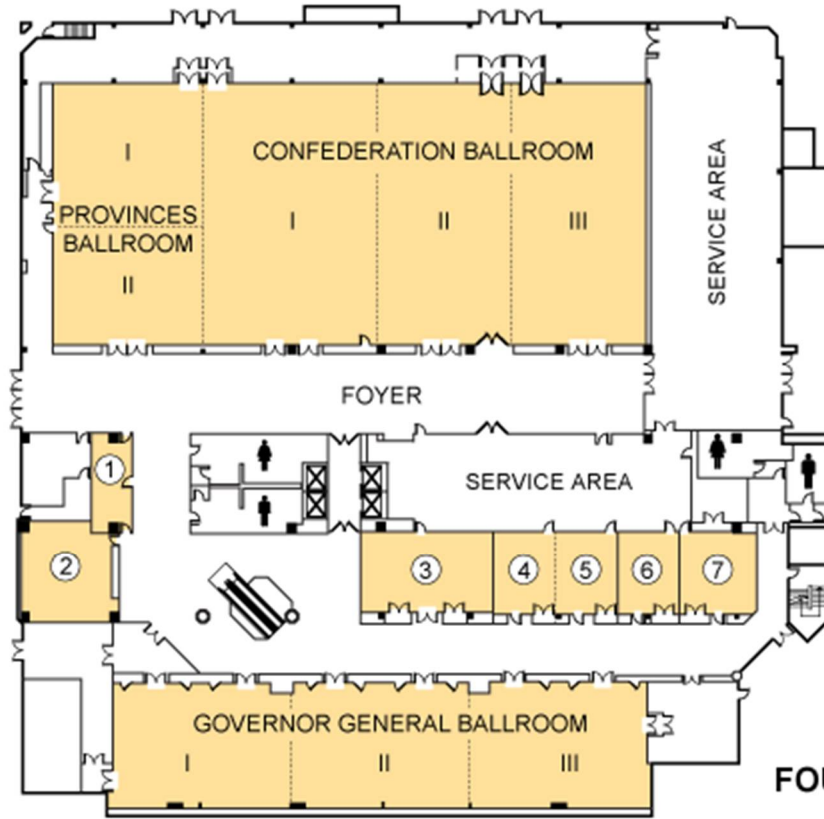 I
CONFEDERATION BALLROOM
SERVICE AREA
PROVINCES
BALLROOM
I
II
III
II
FOYER
1
SERVICE AREA
2
3
4
5
6
7
GOVERNOR GENERAL BALLROOM
I
II
III